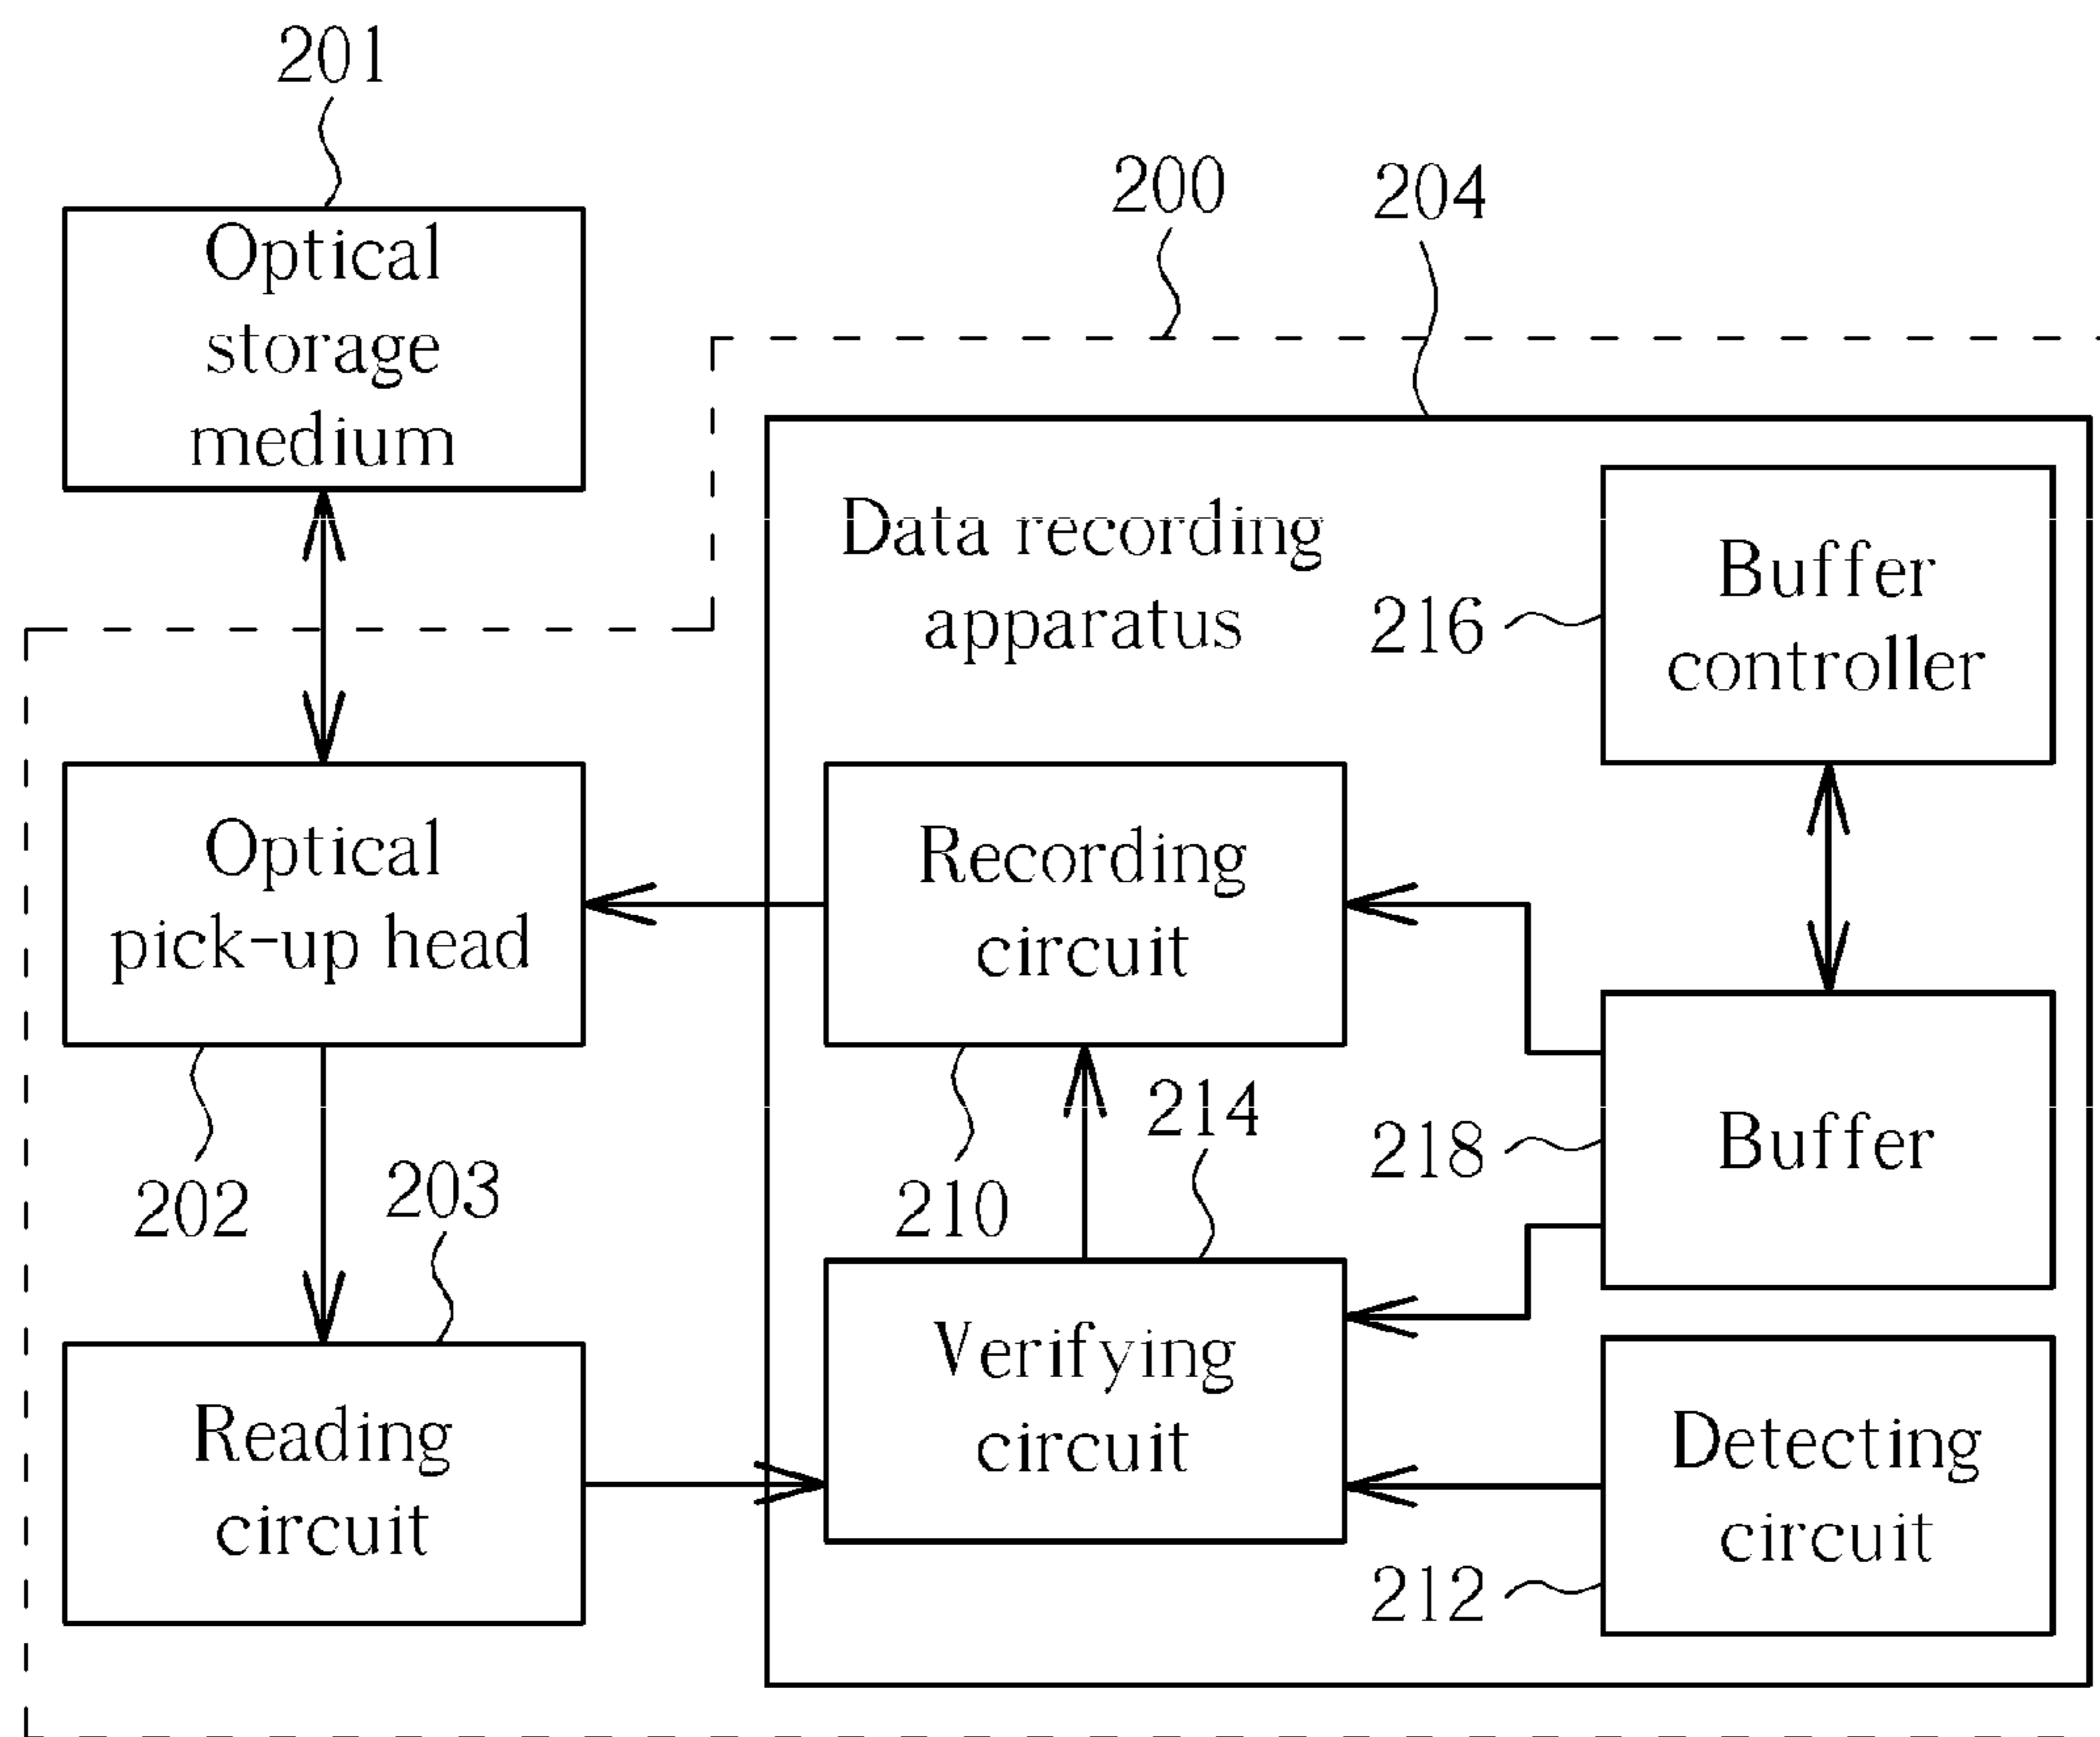 201
Optical
storage
medium
200
204
Data recording
apparatus
216
Buffer
controller
Optical
pick-up head
202
Recording
circuit
210
214
218
Buffer
203
Reading
circuit
Verifying
circuit
Detecting
circuit
212